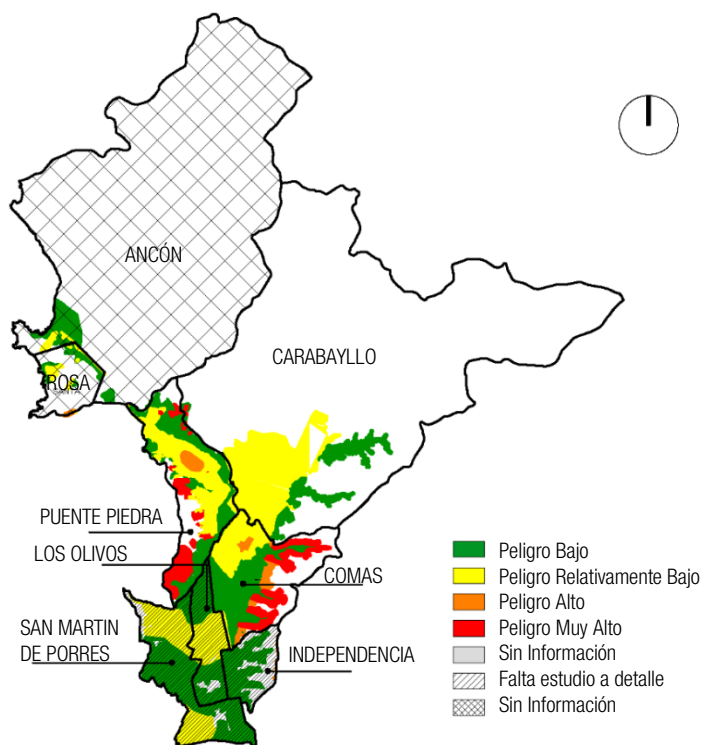 ANCÓN
CARABAYLLO
ROSA
PUENTE PIEDRA
LOS OLIVOS
COMAS
SAN MARTIN
DE PORRES
INDEPENDENCIA
Peligro Bajo
Peligro Relativamente Bajo
Peligro Alto
Peligro Muy Alto
Sin Información
Falta estudio a detalle
Sin Información